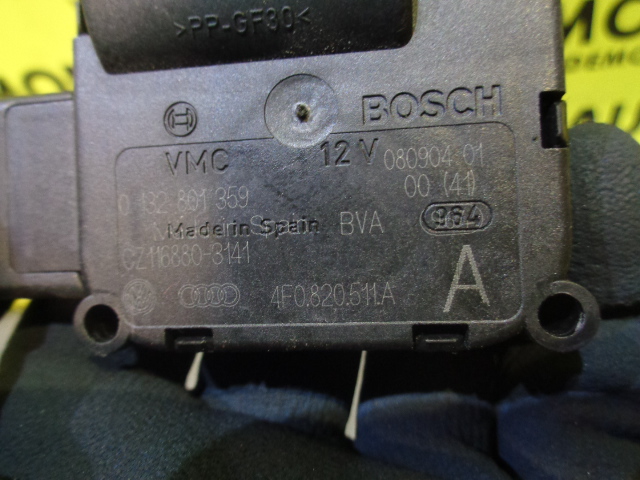 >PP-GF30<
BOSCH
VMC 12 V 080904 01
0 132 801 359 00 (41)
Made in Spain BVA 964
CZ116880-3141
4F0.820.511.A A